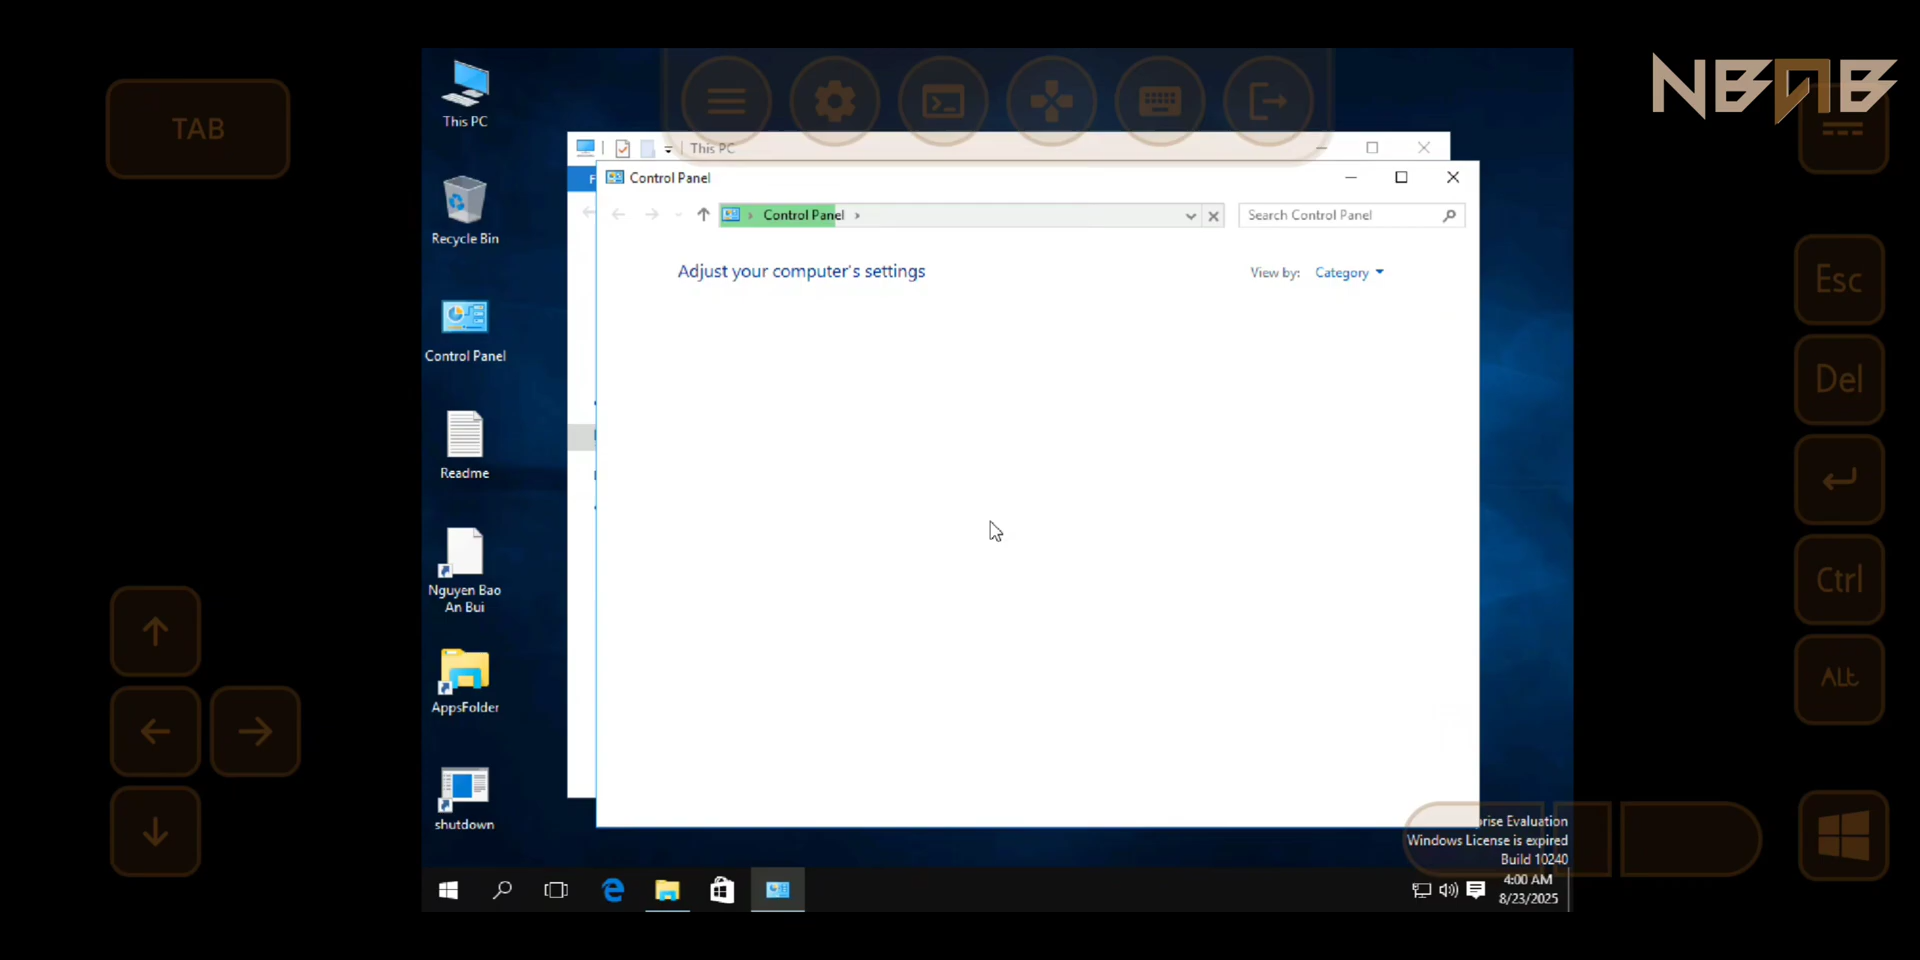 TAB
NBAB
This PC
Recycle Bin
Control Panel
Readme
Nguyen Bao
An Bui
AppsFolder
shutdown
This PC
F
Control Panel
Control Panel
Search Control Panel
Adjust your computer's settings
View by: Category
Esc
Del
Ctrl
Alt
prise Evaluation
Windows License is expired
Build 10240
4:00 AM
8/23/2025